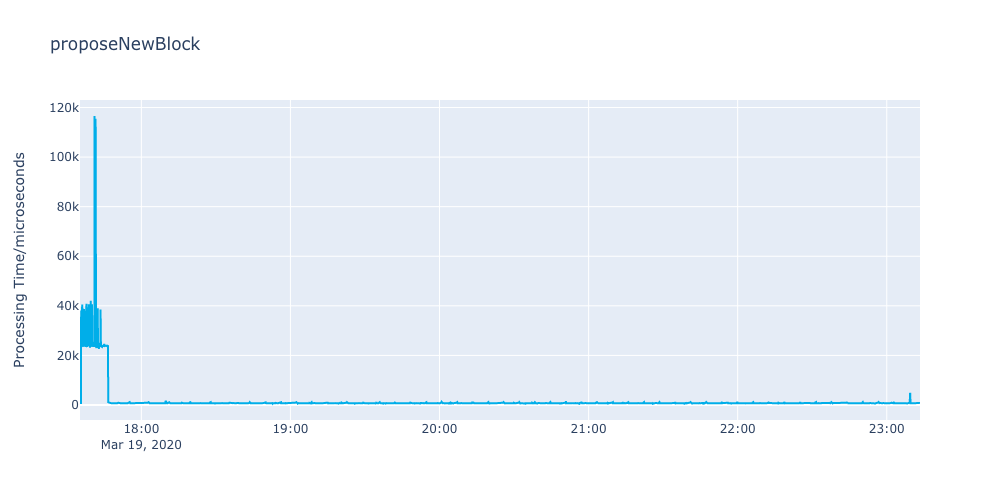 proposeNewBlock
Processing Time/microseconds
120k
100k
80k
60k
40k
20k
0
18:00
19:00
20:00
21:00
22:00
23:00
Mar 19, 2020